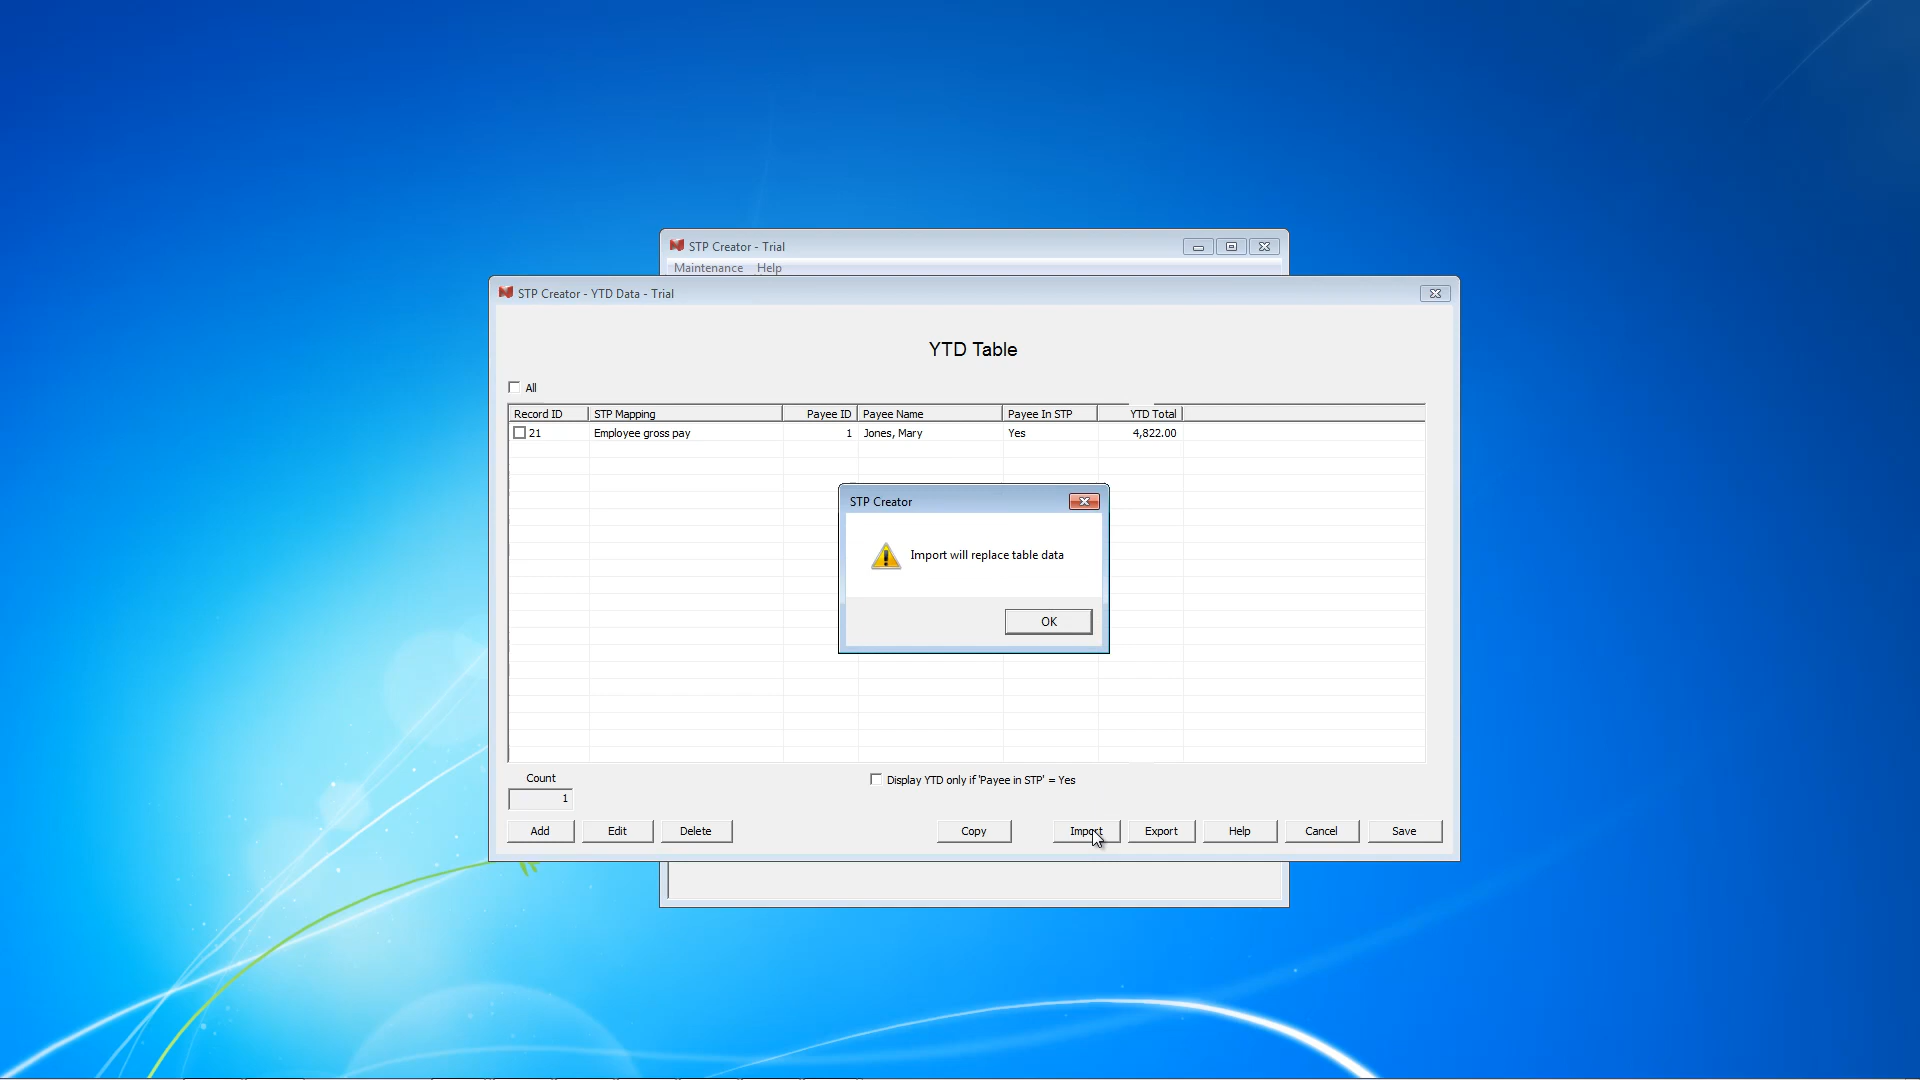 STP Creator - Trial
Maintenance Help
STP Creator - YTD Data - Trial
YTD Table
All
Record ID STP Mapping Payee ID Payee Name Payee In STP YTD Total
21 Employee gross pay 1 Jones, Mary Yes 4,822.00
STP Creator
Import will replace table data
OK
Count
Display YTD only if 'Payee in STP' = Yes
1
Add Edit Delete Copy Import Export Help Cancel Save